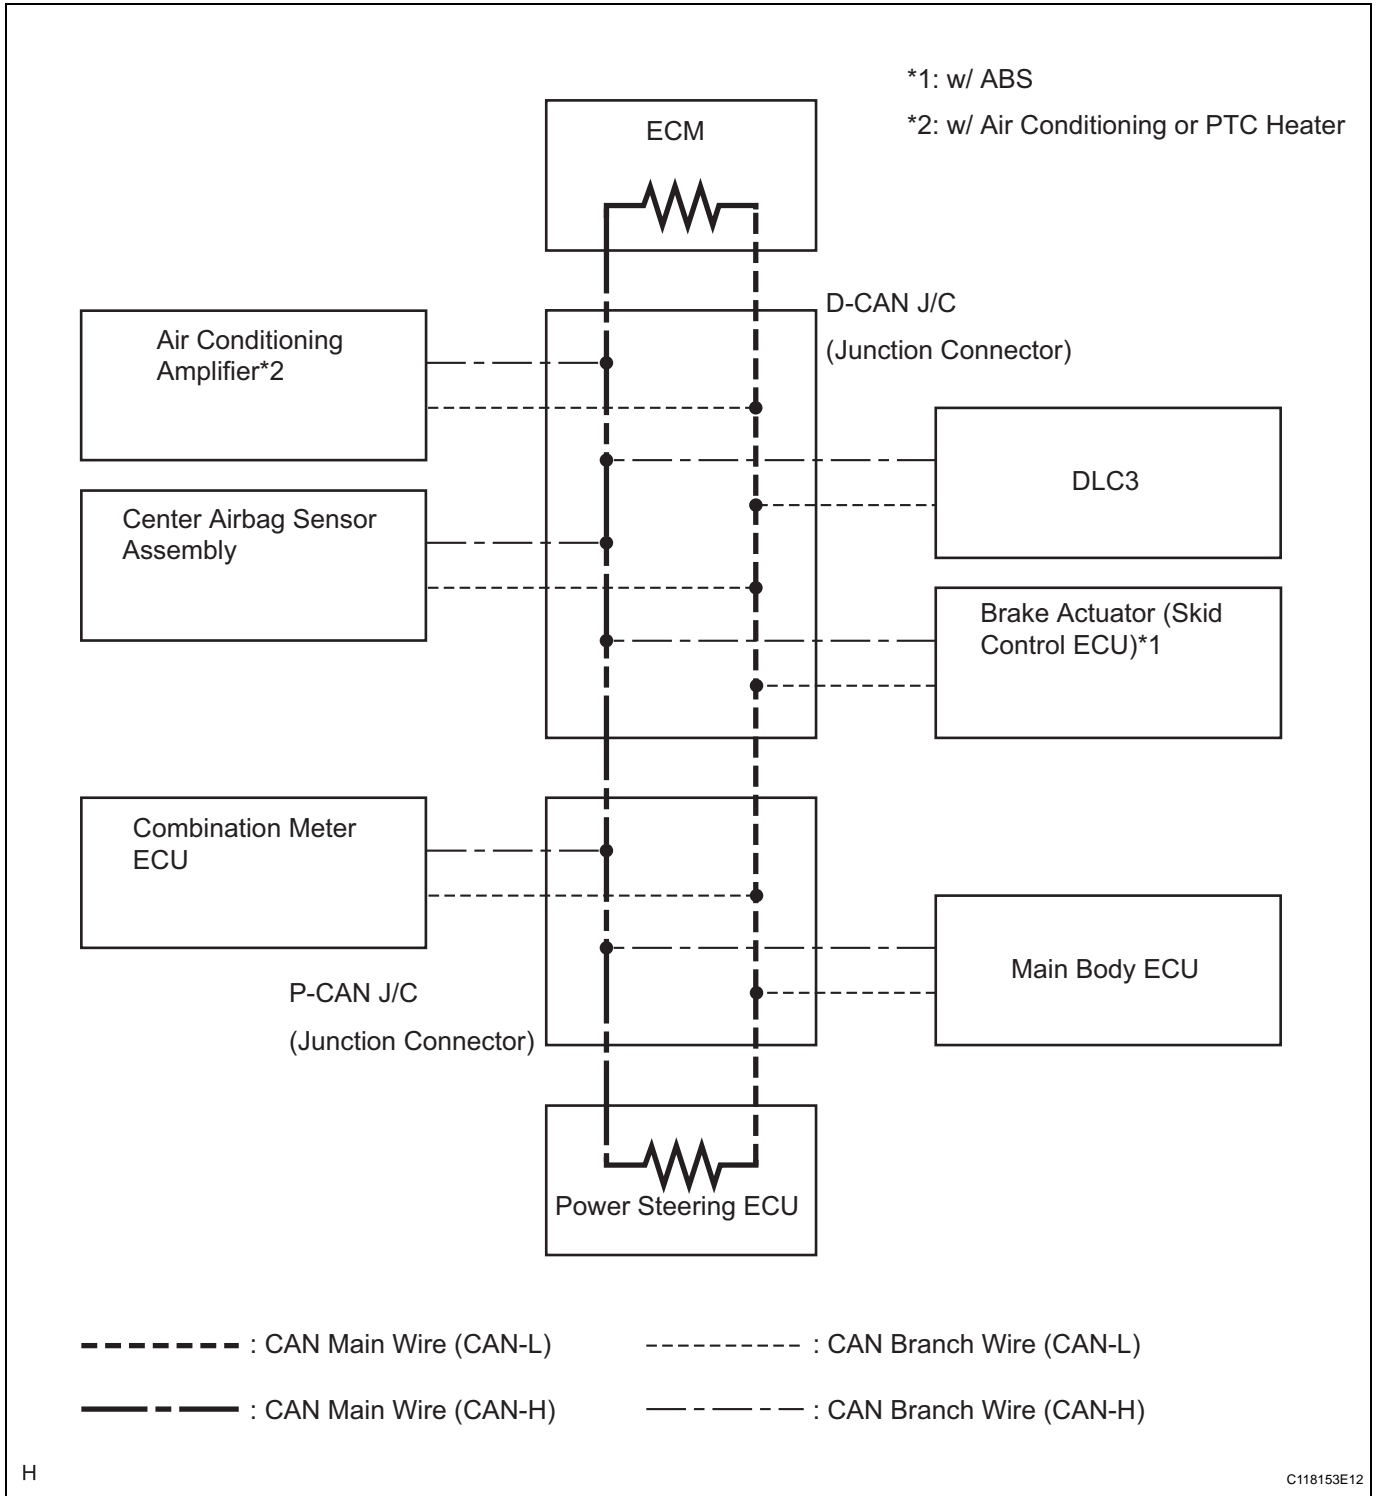 *1: w/ ABS
*2: w/ Air Conditioning or PTC Heater
ECM
D-CAN J/C
(Junction Connector)
Air Conditioning
Amplifier*2
DLC3
Center Airbag Sensor
Assembly
Brake Actuator (Skid
Control ECU)*1
Combination Meter
ECU
Main Body ECU
P-CAN J/C
(Junction Connector)
Power Steering ECU
: CAN Main Wire (CAN-L)
: CAN Branch Wire (CAN-L)
: CAN Main Wire (CAN-H)
: CAN Branch Wire (CAN-H)
H
C118153E12